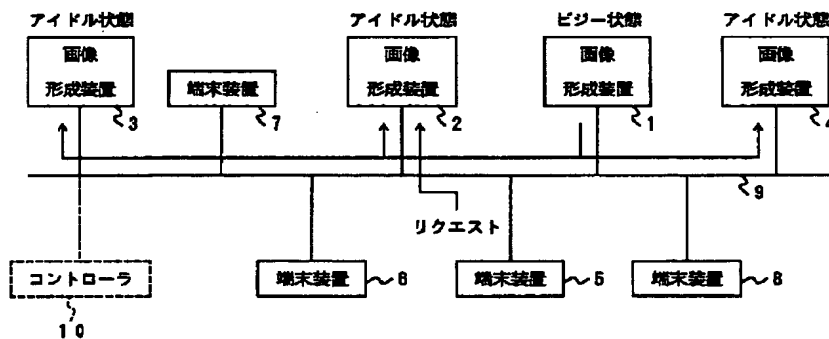 アイドル状態
アイドル状態
ビジー状態
アイドル状態
画像
形成装置
3
端末装置
7
画像
形成装置
2
画像
形成装置
1
画像
形成装置
4
9
リクエスト
コントローラ
10
端末装置
6
端末装置
5
端末装置
8